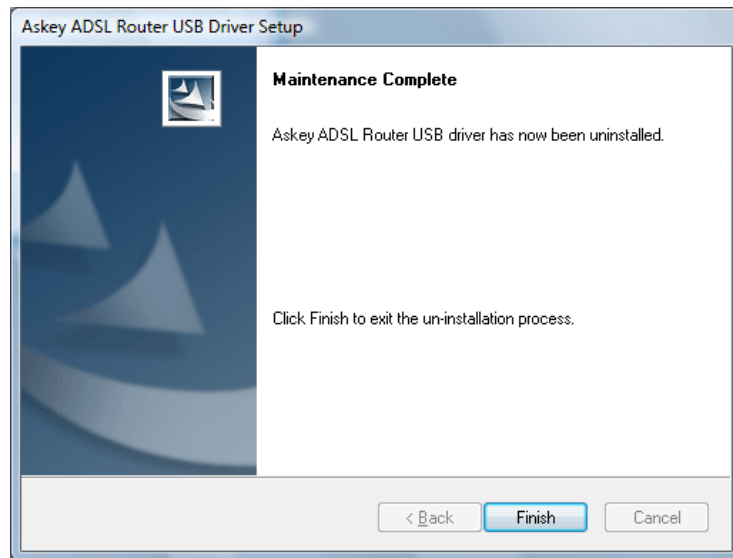 Askey ADSL Router USB Driver Setup
Maintenance Complete
Askey ADSL Router USB driver has now been uninstalled.
Click Finish to exit the un-installation process.
< Back
Finish
Cancel